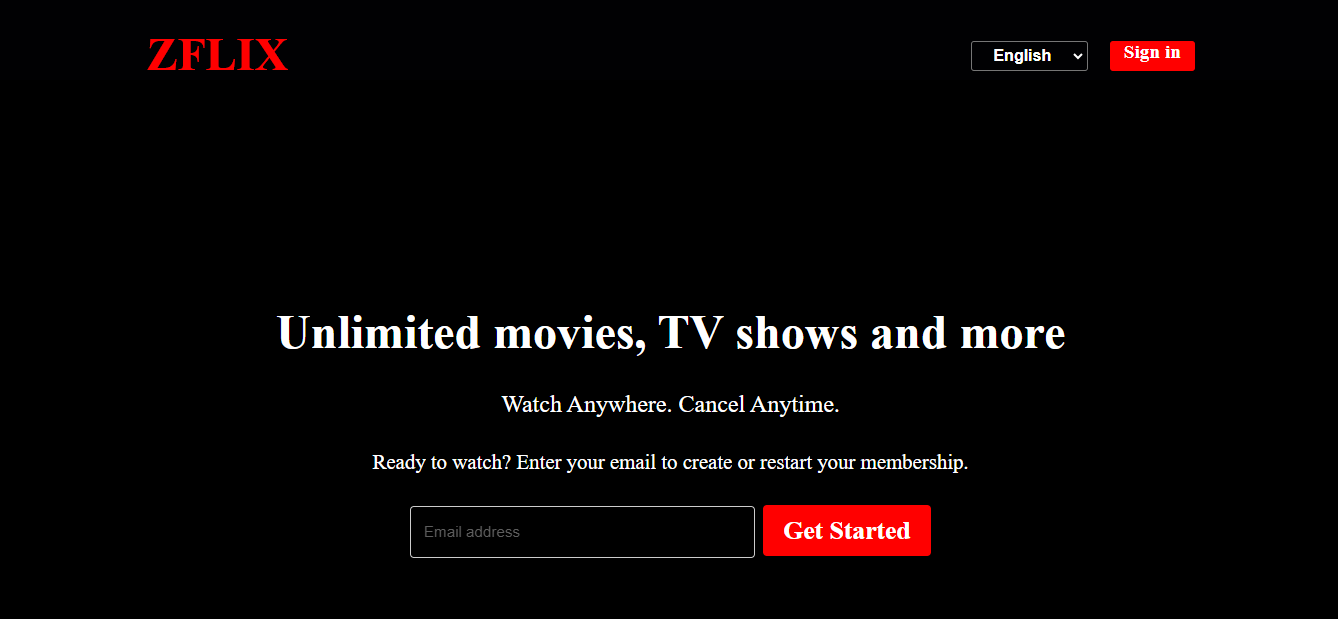 ZFLIX
English
Sign in
Unlimited movies, TV shows and more
Watch Anywhere. Cancel Anytime.
Ready to watch? Enter your email to create or restart your membership.
Email address
Get Started